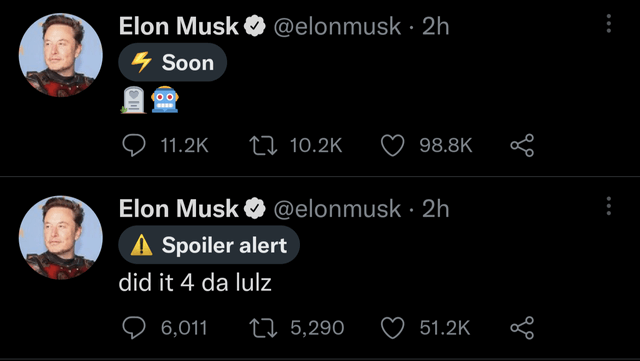 Elon Musk @elonmusk · 2h
⚡ Soon
🪦🤖
11.2K 10.2K 98.8K
Elon Musk @elonmusk · 2h
⚠️ Spoiler alert
did it 4 da lulz
6,011 5,290 51.2K